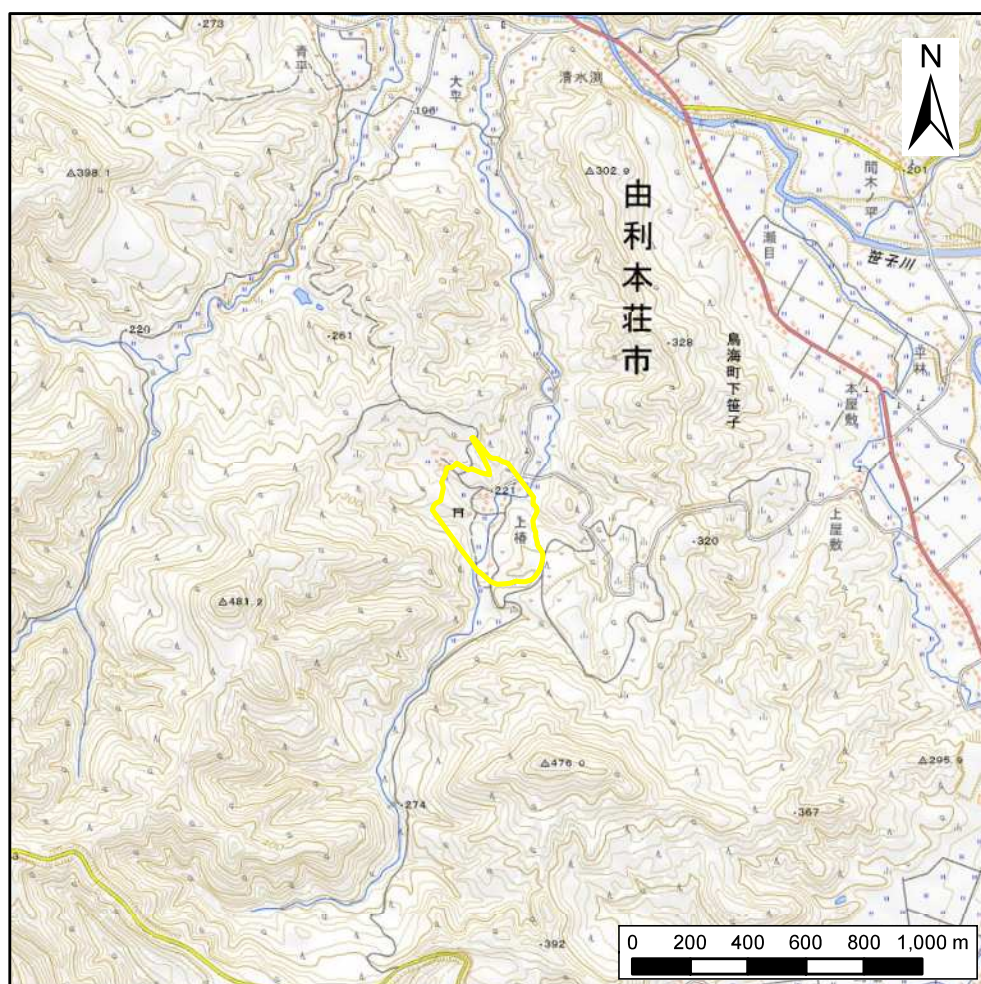 ・273
青平
大平
・196
清水渕
N
△398.1
△302.9
・201
間木ノ平
由利本荘市
瀬目
笹子川
・220
・261
・328
鳥海町下笹子
平林
本屋敷
・221
上椿
上屋敷
・320
△481.2
△476.0
△295.9
・274
・367
・392
0 200 400 600 800 1,000 m